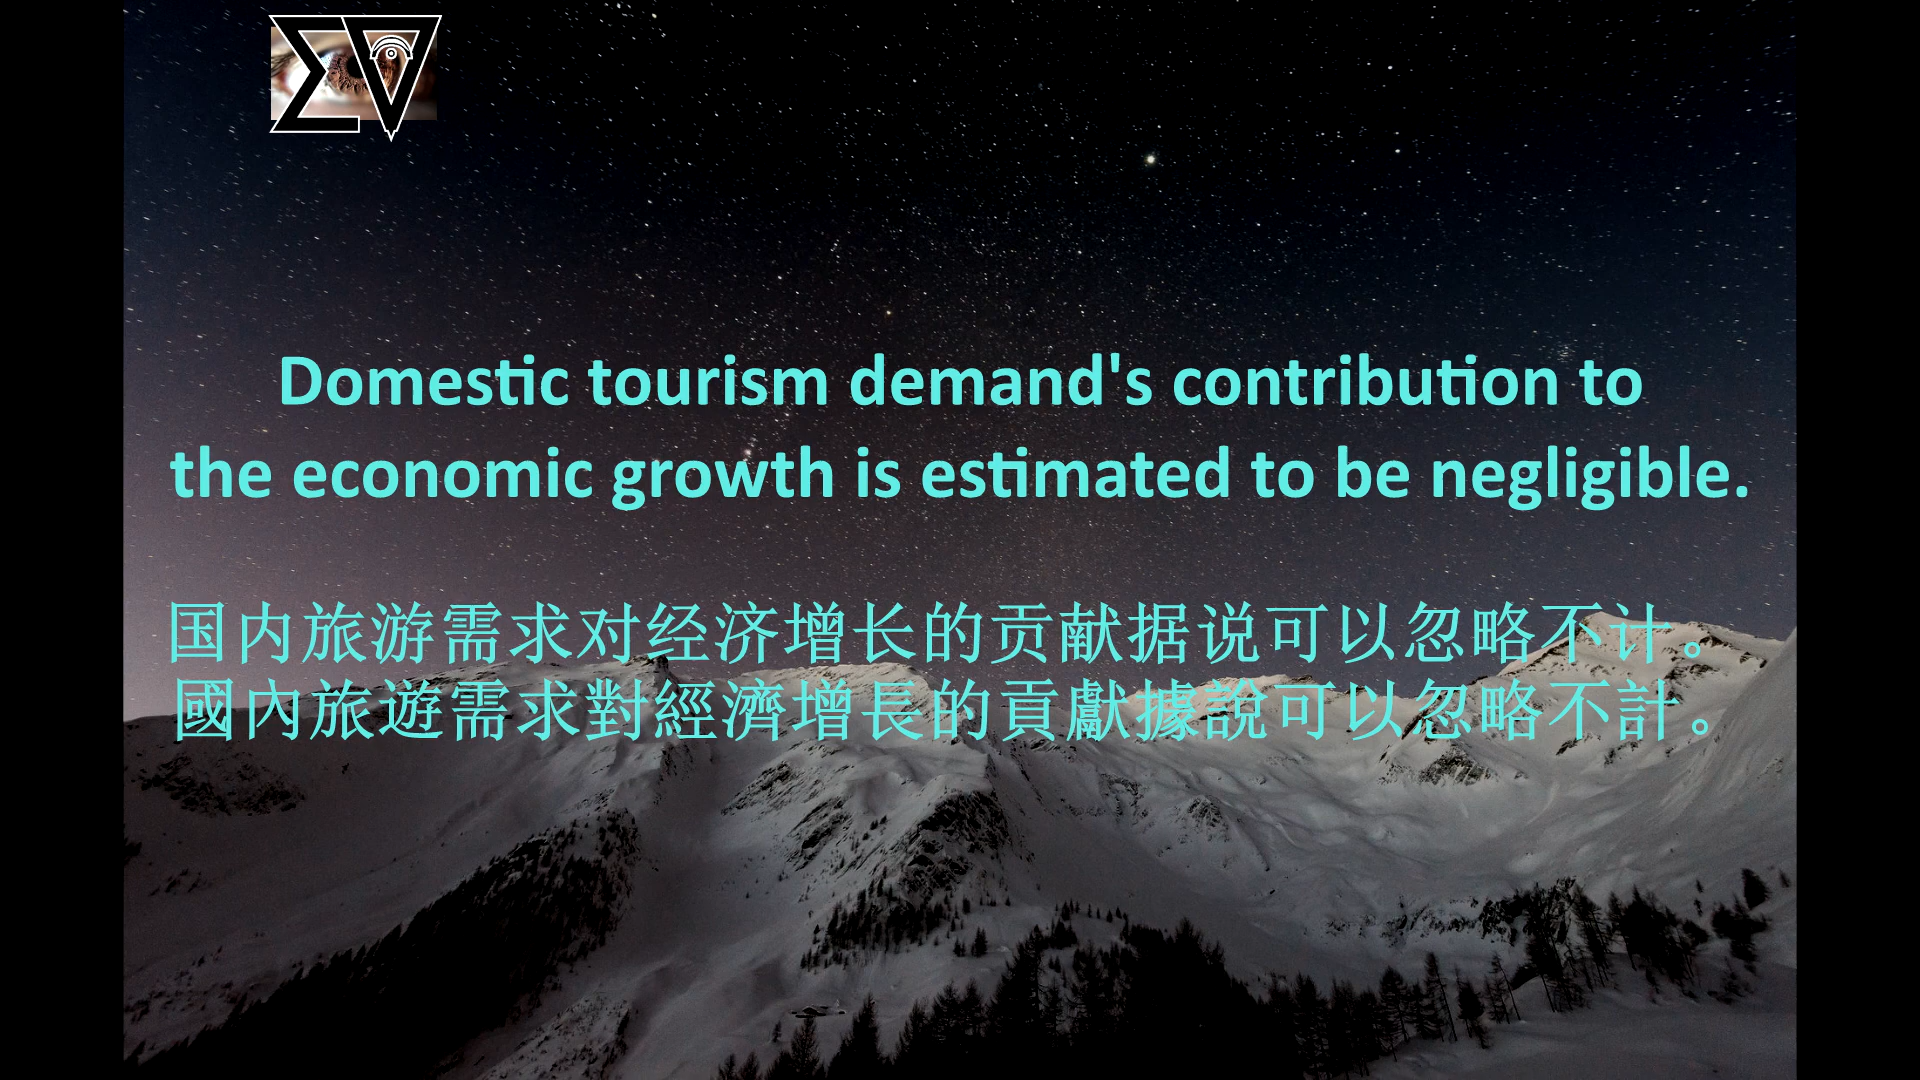 Domestic tourism demand's contribution to
the economic growth is estimated to be negligible.
国内旅游需求对经济增长的贡献据说可以忽略不计。
國內旅遊需求對經濟增長的貢獻據說可以忽略不計。